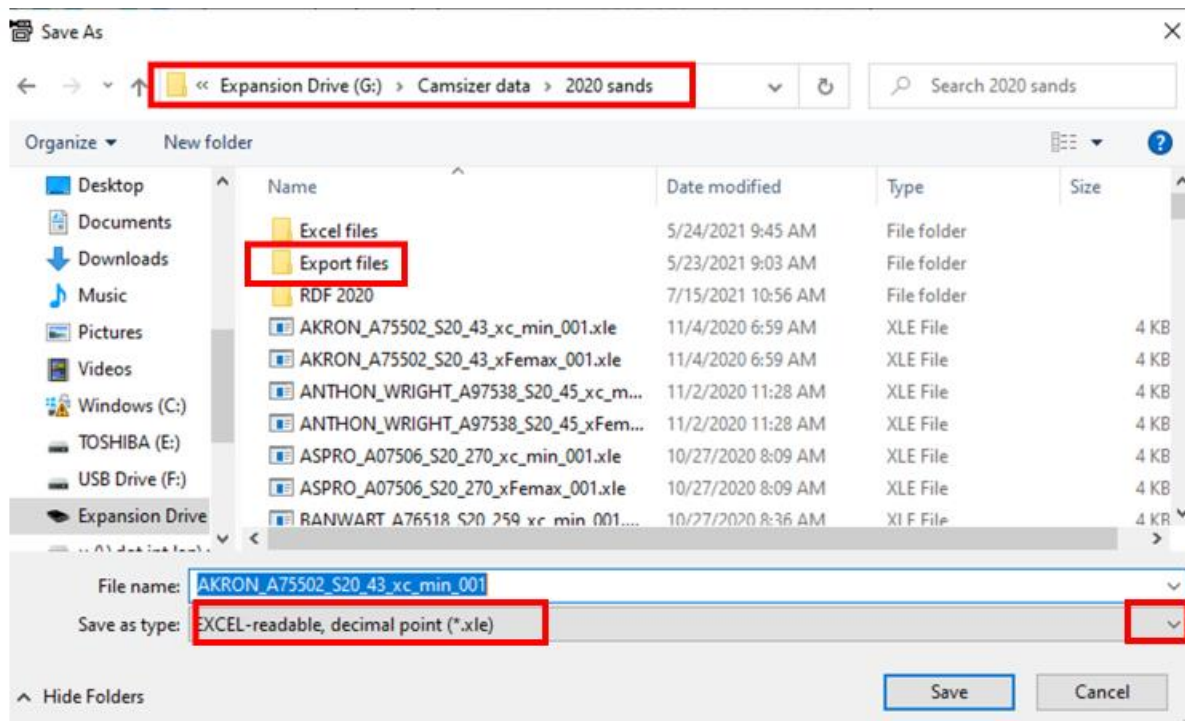 Save As
« Expansion Drive (G:) > Camsizer data > 2020 sands
Search 2020 sands
Organize
New folder
Desktop
Documents
Downloads
Music
Pictures
Videos
Windows (C:)
TOSHIBA (E:)
USB Drive (F:)
Expansion Drive
Name Date modified Type Size
Excel files 5/24/2021 9:45 AM File folder
Export files 5/23/2021 9:03 AM File folder
RDF 2020 7/15/2021 10:56 AM File folder
AKRON_A75502_S20_43_xc_min_001.xle 11/4/2020 6:59 AM XLE File 4 KB
AKRON_A75502_S20_43_xFemax_001.xle 11/4/2020 6:59 AM XLE File 4 KB
ANTHON_WRIGHT_A97538_S20_45_xc_m... 11/2/2020 11:28 AM XLE File 4 KB
ANTHON_WRIGHT_A97538_S20_45_xFem... 11/2/2020 11:28 AM XLE File 4 KB
ASPRO_A07506_S20_270_xc_min_001.xle 10/27/2020 8:09 AM XLE File 4 KB
ASPRO_A07506_S20_270_xFemax_001.xle 10/27/2020 8:09 AM XLE File 4 KB
BANWART_A76518_S20_259_xc_min_001.... 10/27/2020 8:36 AM XLE File 4 KB
File name: AKRON_A75502_S20_43_xc_min_001
Save as type: EXCEL-readable, decimal point (*.xle)
Hide Folders
Save
Cancel